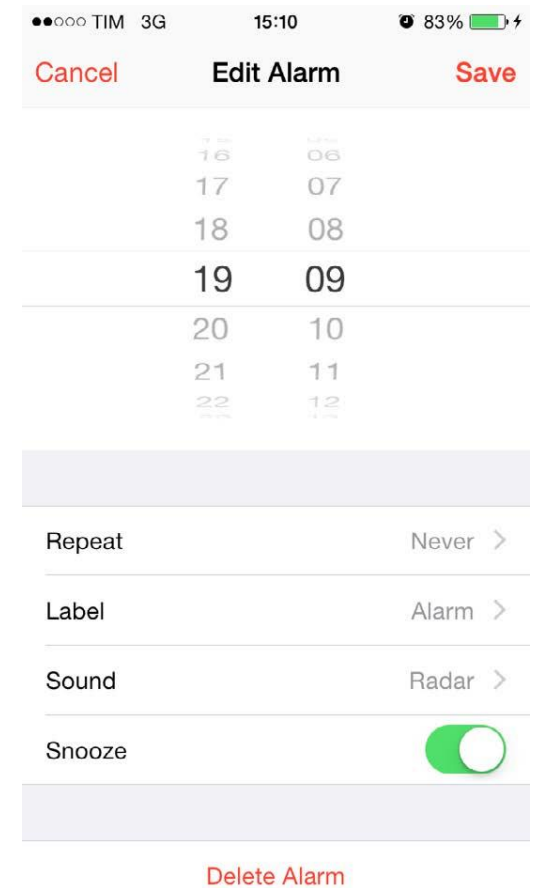 TIM 3G 15:10 83%
Cancel Edit Alarm Save
16 06
17 07
18 08
19 09
20 10
21 11
22 12
Repeat Never
Label Alarm
Sound Radar
Snooze
Delete Alarm